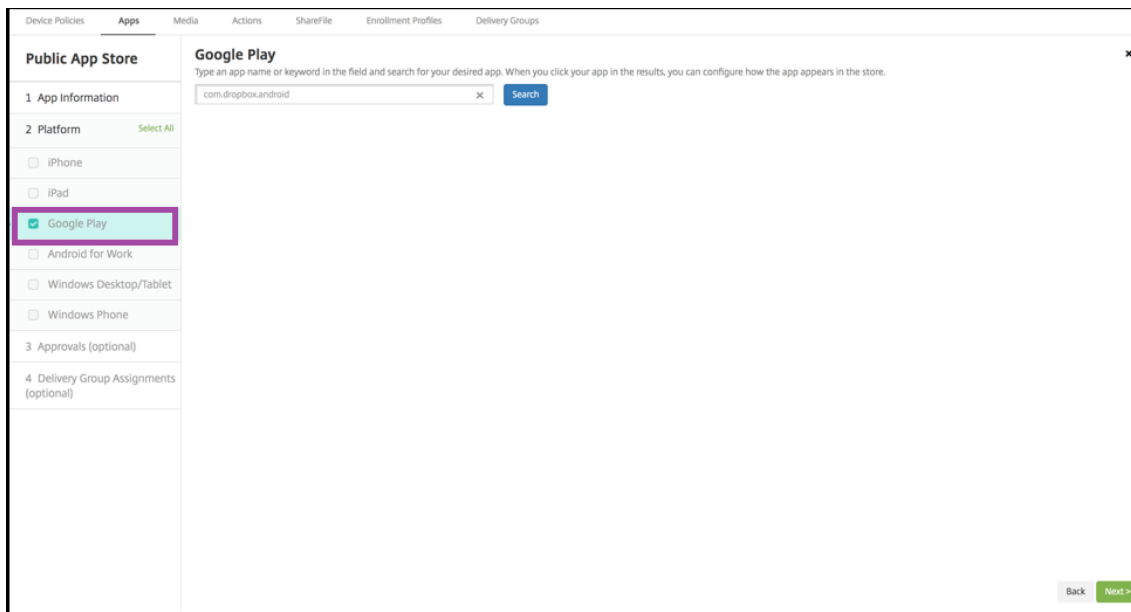 Device Policies Apps Media Actions ShareFile Enrollment Profiles Delivery Groups
Public App Store
1 App Information
2 Platform Select All
iPhone
iPad
Google Play
Android for Work
Windows Desktop/Tablet
Windows Phone
3 Approvals (optional)
4 Delivery Group Assignments
(optional)
Google Play
Type an app name or keyword in the field and search for your desired app. When you click your app in the results, you can configure how the app appears in the store.
com.dropbox.android
Search
Back Next >